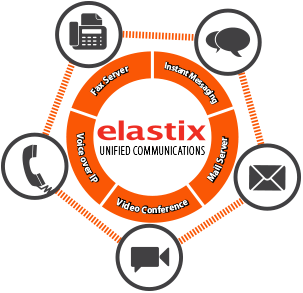 Fax Server
Instant Messaging
elastix
UNIFIED COMMUNICATIONS
Voice over IP
Mail Server
Video Conference